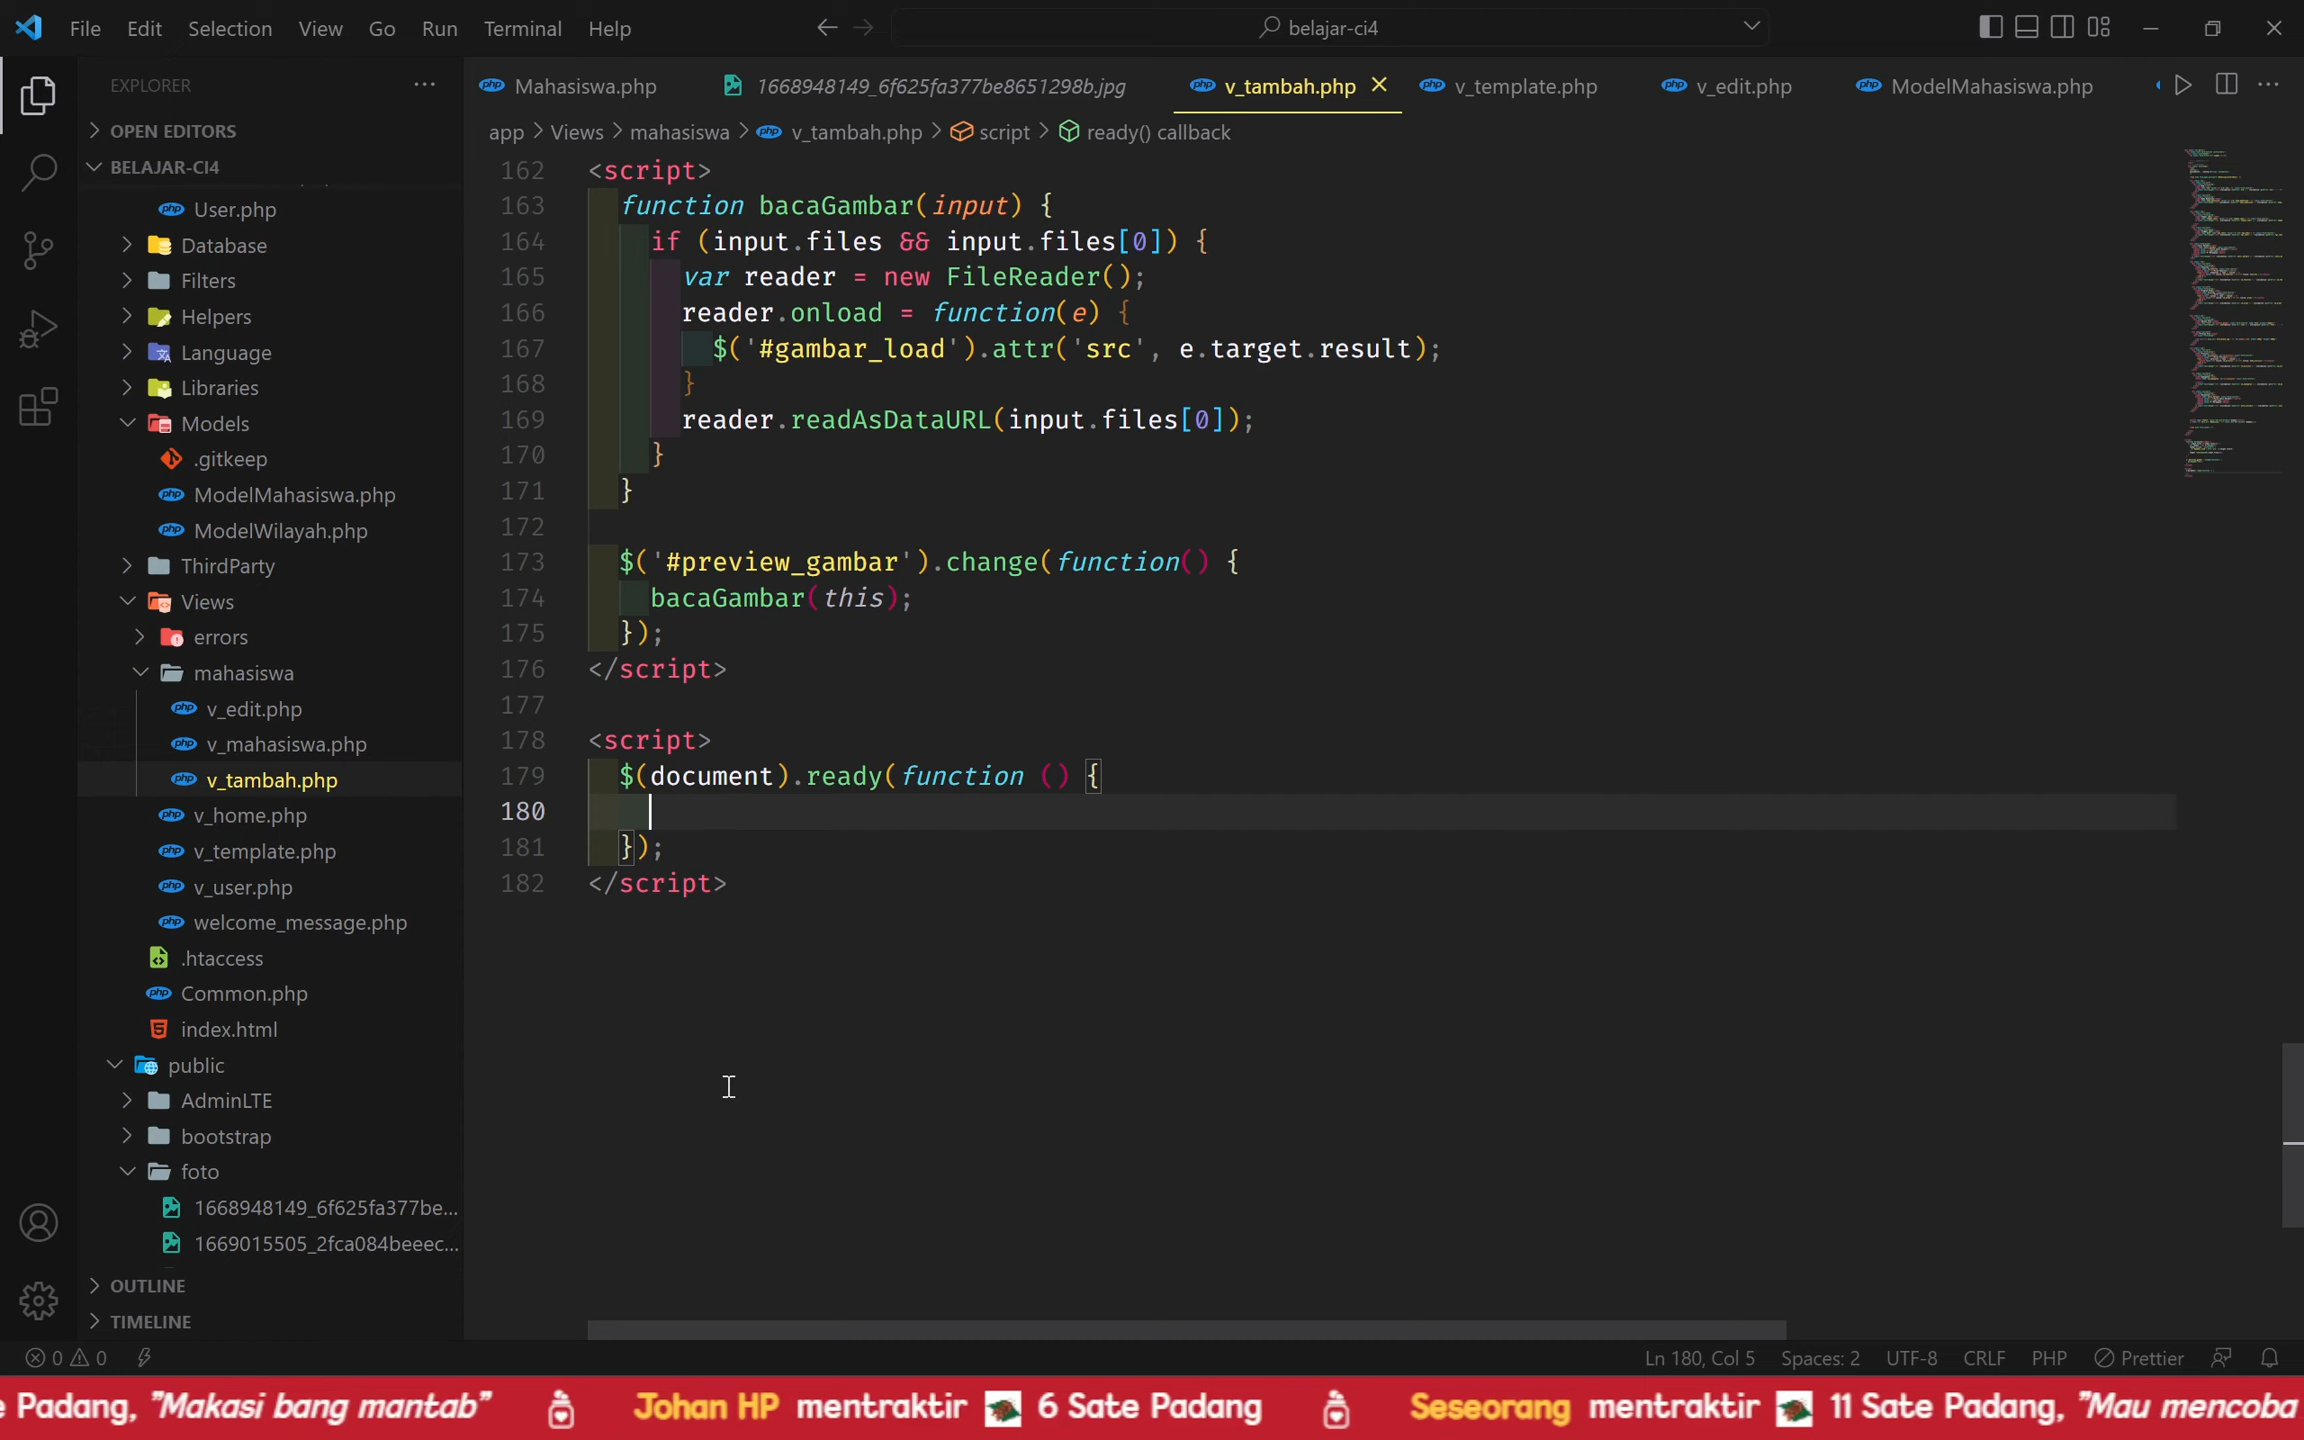 File Edit Selection View Go Run Terminal Help
belajar-ci4
EXPLORER
Mahasiswa.php
1668948149_6f625fa377be8651298b.jpg
v_tambah.php
v_template.php
v_edit.php
ModelMahasiswa.php
app > Views > mahasiswa > v_tambah.php > script > ready() callback
OPEN EDITORS
BELAJAR-CI4
User.php
Database
Filters
Helpers
Language
Libraries
Models
.gitkeep
ModelMahasiswa.php
ModelWilayah.php
ThirdParty
Views
errors
mahasiswa
v_edit.php
v_mahasiswa.php
v_tambah.php
v_home.php
v_template.php
v_user.php
welcome_message.php
.htaccess
Common.php
index.html
public
AdminLTE
bootstrap
foto
1668948149_6f625fa377be...
1669015505_2fca084beeec...
OUTLINE
TIMELINE
162 <script>
163 function bacaGambar(input) {
164 if (input.files && input.files[0]) {
165 var reader = new FileReader();
166 reader.onload = function(e) {
167 $('#gambar_load').attr('src', e.target.result);
168 }
169 reader.readAsDataURL(input.files[0]);
170 }
171 }
172
173 $('#preview_gambar').change(function() {
174 bacaGambar(this);
175 });
176 </script>
177
178 <script>
179 $(document).ready(function () {
180
181 });
182 </script>
0 0
Ln 180, Col 5 Spaces: 2 UTF-8 CRLF PHP Prettier
e Padang, "Makasi bang mantab" Johan HP mentraktir 6 Sate Padang Seseorang mentraktir 11 Sate Padang, "Mau mencoba